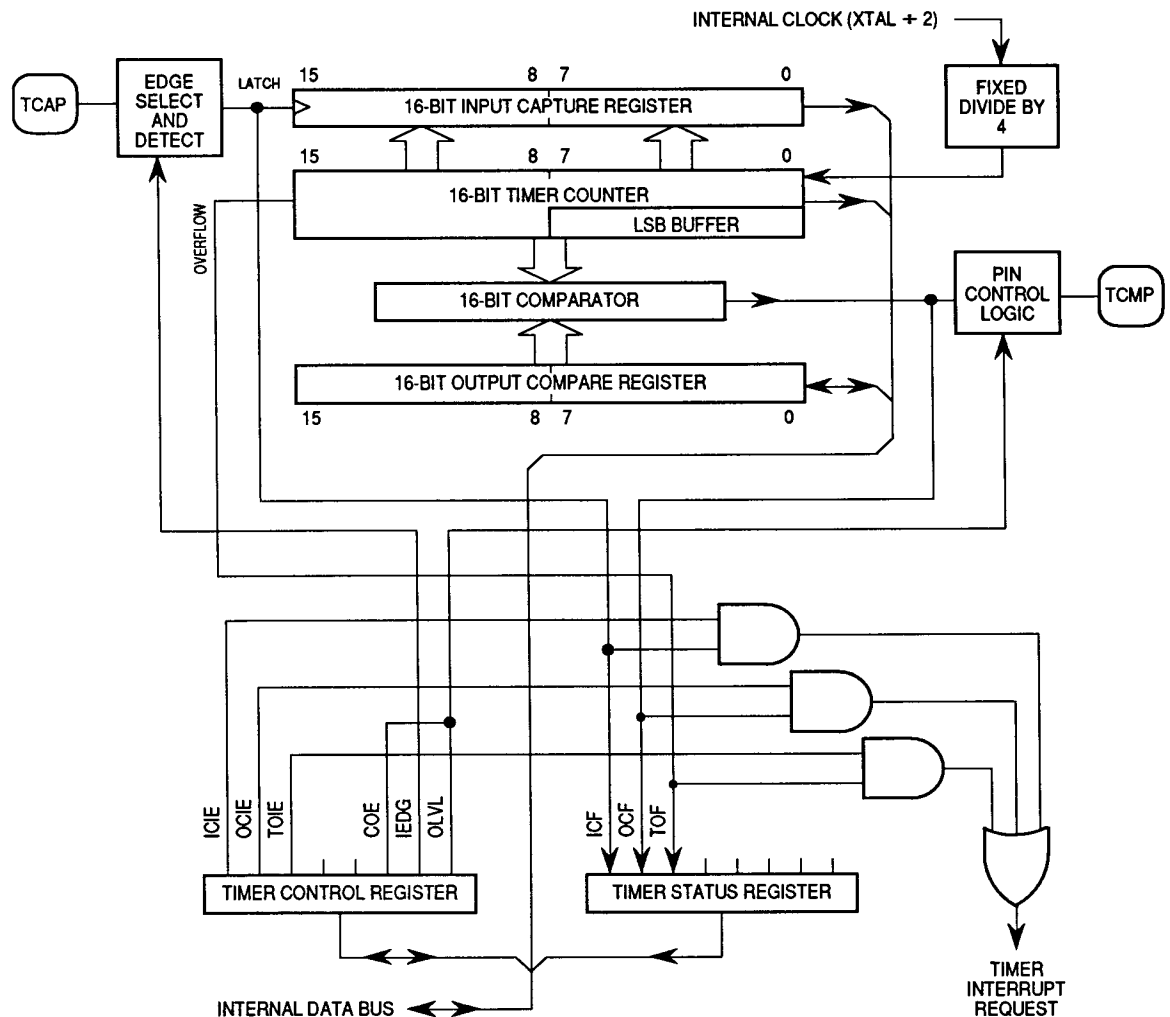 INTERNAL CLOCK (XTAL ÷ 2)
TCAP
EDGE
SELECT
AND
DETECT
LATCH
15 8 7 0
16-BIT INPUT CAPTURE REGISTER
FIXED
DIVIDE BY
4
15 8 7 0
16-BIT TIMER COUNTER
LSB BUFFER
OVERFLOW
16-BIT COMPARATOR
PIN
CONTROL
LOGIC
TCMP
16-BIT OUTPUT COMPARE REGISTER
15 8 7 0
ICIE
OCIE
TOIE
COE
IEDG
OLVL
ICF
OCF
TOF
TIMER CONTROL REGISTER
TIMER STATUS REGISTER
INTERNAL DATA BUS
TIMER
INTERRUPT
REQUEST